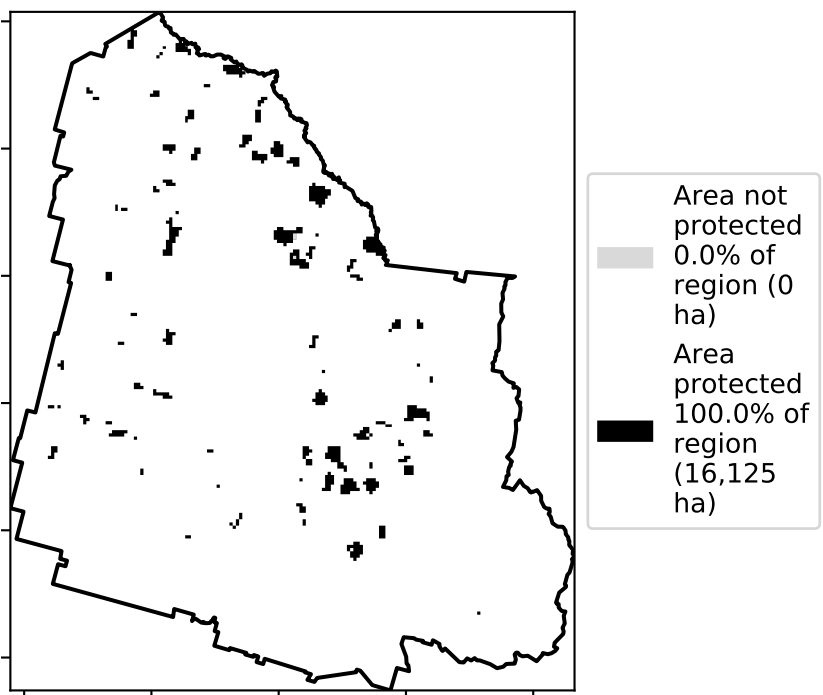 Area not
protected
0.0% of
region (0
ha)
Area
protected
100.0% of
region
(16,125
ha)